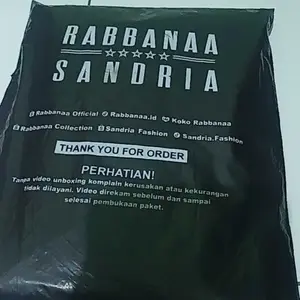 RABBANAA
SANDRIA
Rabbanaa Official Rabbanaa.id Koko Rabbanaa
Rabbanaa Collection Sandria Fashion Sandria.Fashion
THANK YOU FOR ORDER
PERHATIAN!
Tanpa video unboxing komplain kerusakan atau kekurangan
tidak dilayani. Video direkam sebelum dan sampai
selesai pembukaan paket.